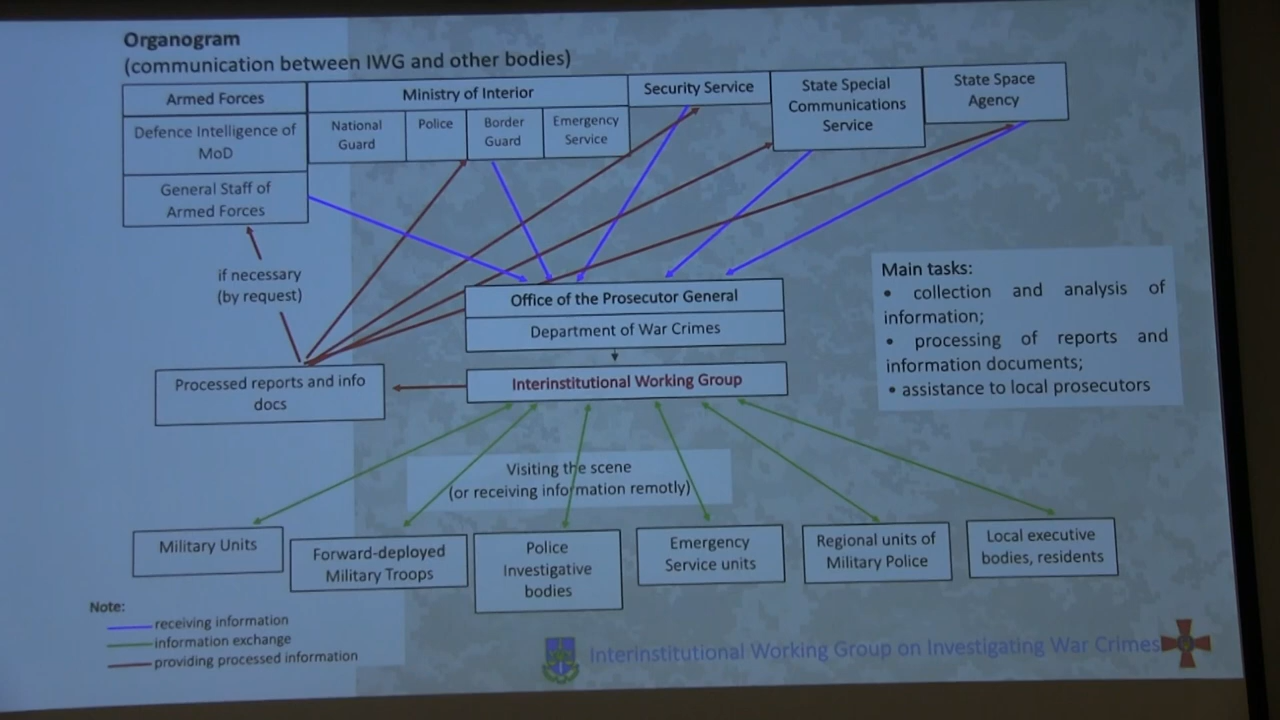 Organogram
(communication between IWG and other bodies)
Armed Forces
Ministry of Interior
Security Service
State Special
Communications
Service
State Space
Agency
Defence Intelligence of
MoD
National
Guard
Police
Border
Guard
Emergency
Service
General Staff of
Armed Forces
if necessary
(by request)
Office of the Prosecutor General
Department of War Crimes
Interinstitutional Working Group
Processed reports and info
docs
Main tasks:
• collection and analysis of
information;
• processing of reports and
information documents;
• assistance to local prosecutors
Visiting the scene
(or receiving information remotly)
Military Units
Forward-deployed
Military Troops
Police
Investigative
bodies
Emergency
Service units
Regional units of
Military Police
Local executive
bodies, residents
Note:
receiving information
information exchange
providing processed information
Interinstitutional Working Group on Investigating War Crimes